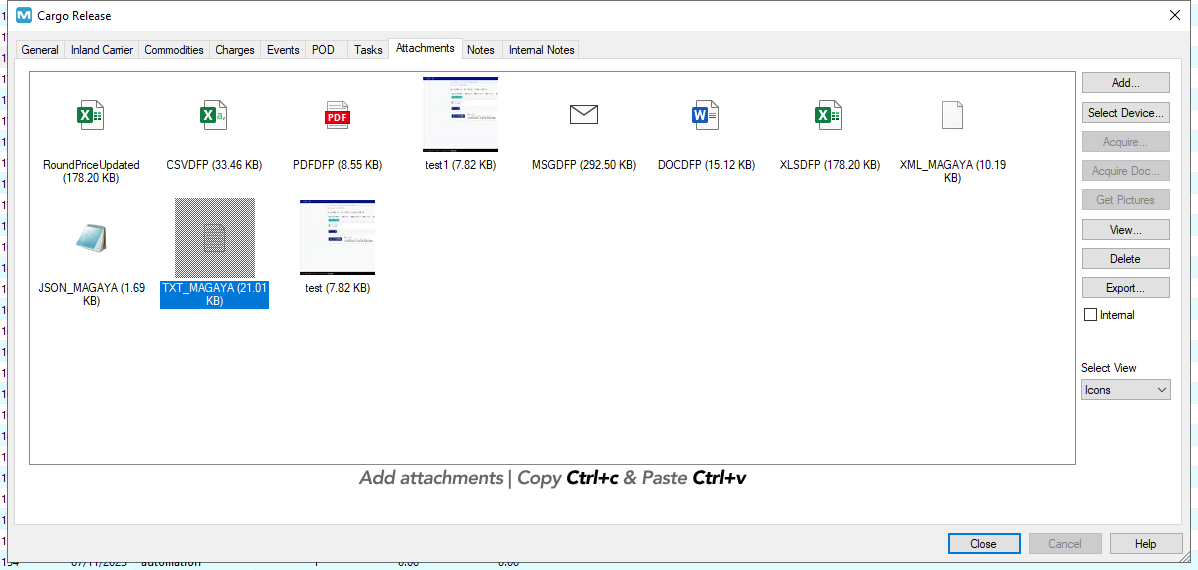 Cargo Release
General Inland Carrier Commodities Charges Events POD Tasks Attachments Notes Internal Notes
RoundPriceUpdated
(178.20 KB)
CSVDFP (33.46 KB)
PDFDFP (8.55 KB)
test1 (7.82 KB)
MSGDFP (292.50 KB)
DOCDFP (15.12 KB)
XLSDFP (178.20 KB)
XML_MAGAYA (10.19
KB)
JSON_MAGAYA (1.69
KB)
TXT_MAGAYA (21.01
KB)
test (7.82 KB)
PDF
Add...
Select Device...
Acquire...
Acquire Doc...
Get Pictures
View...
Delete
Export...
Internal
Select View
Icons
Add attachments | Copy Ctrl+c & Paste Ctrl+v
Close Cancel Help